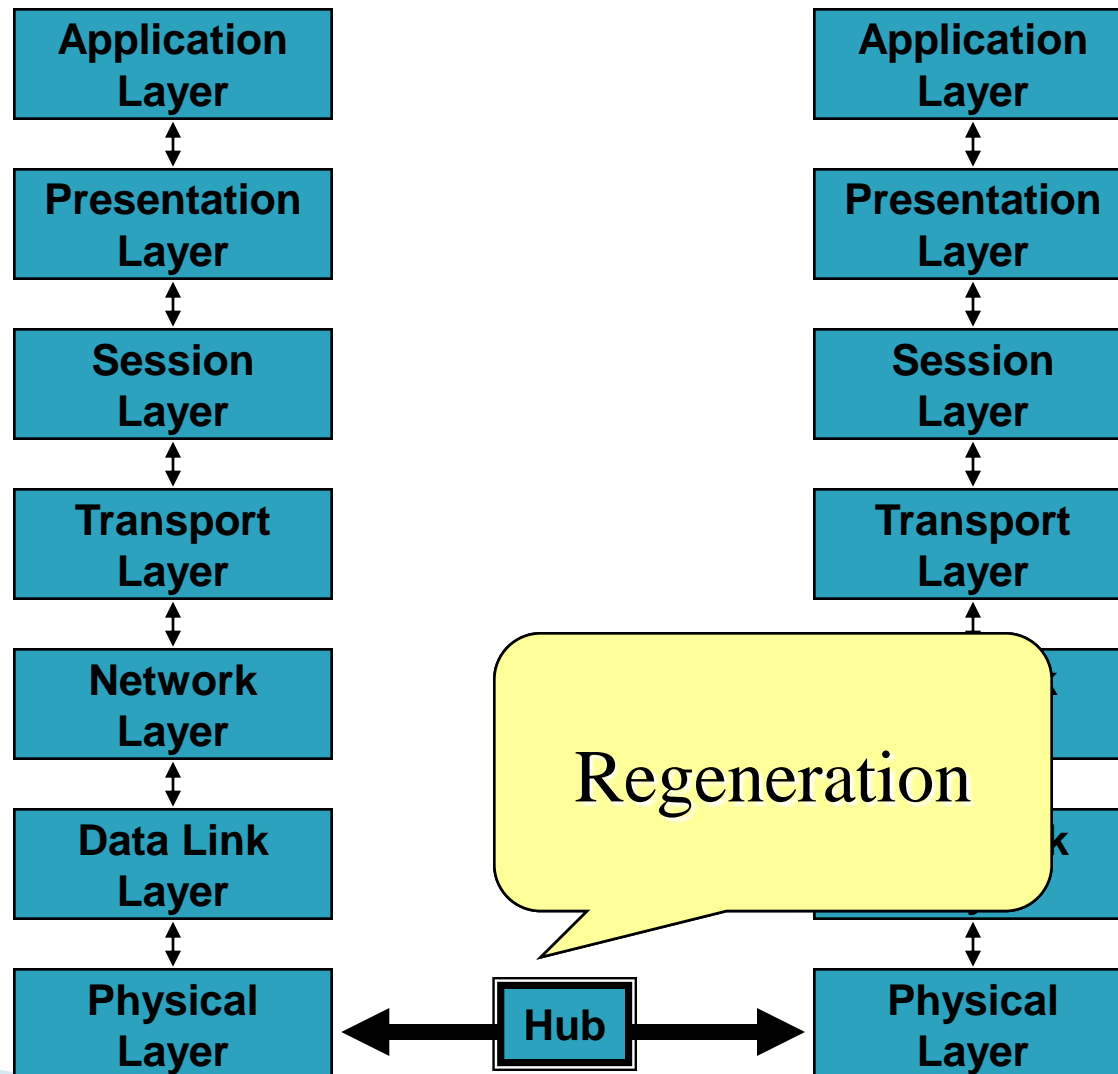 Application
Layer
Application
Layer
Presentation
Layer
Presentation
Layer
Session
Layer
Session
Layer
Transport
Layer
Transport
Layer
Network
Layer
k
Regeneration
Data Link
Layer
k
Physical
Layer
Hub
Physical
Layer